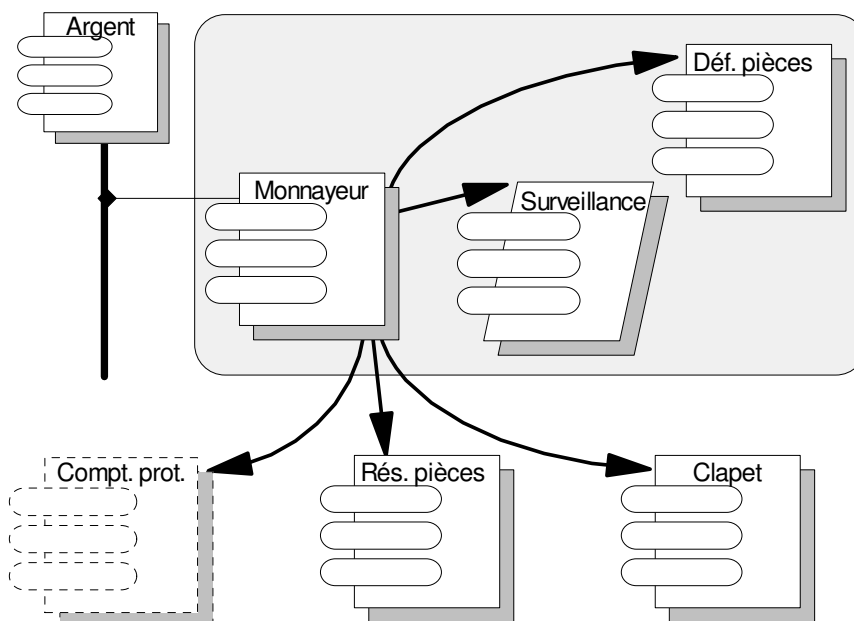 Argent
Déf. pièces
Monnayeur
Surveillance
Compt. prot.
Rés. pièces
Clapet